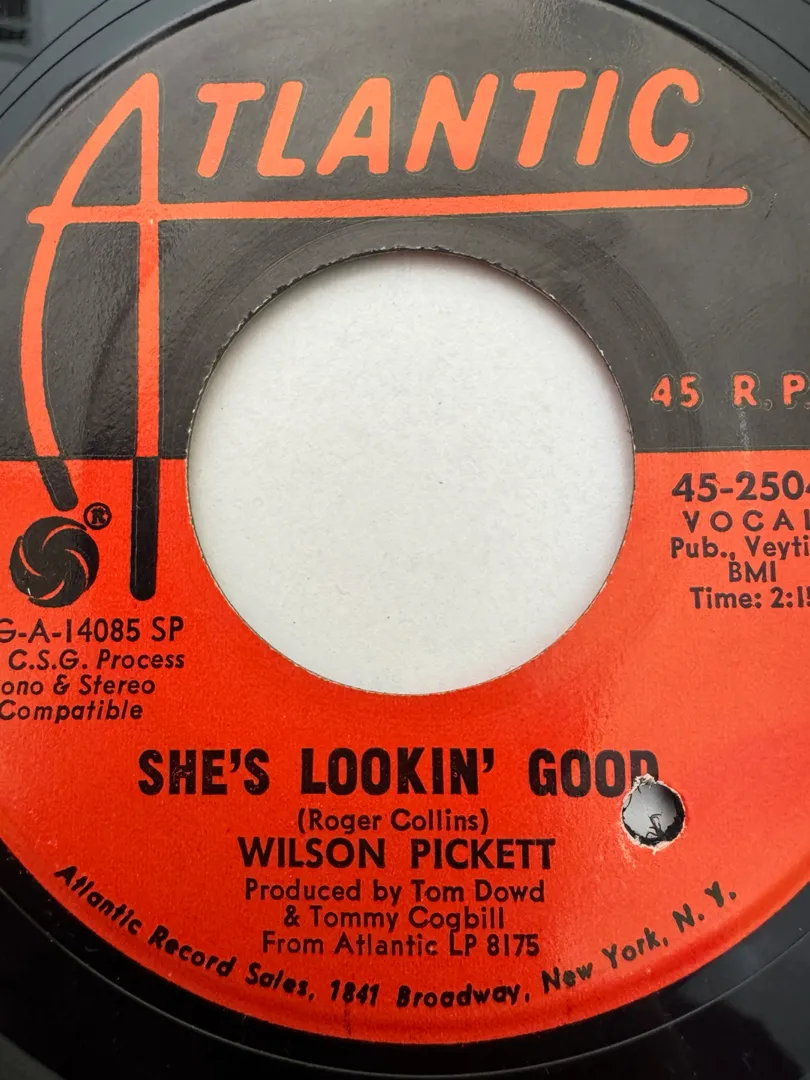 ATLANTIC
45 R.P.
45-2504
VOCAL
Pub., Veyti
BMI
Time: 2:1
®
G-A-14085 SP
C.S.G. Process
ono & Stereo
Compatible
SHE'S LOOKIN' GOOD
(Roger Collins)
WILSON PICKETT
Produced by Tom Dowd
& Tommy Cogbill
From Atlantic LP 8175
Atlantic Record Sales, 1841 Broadway, New York, N. Y.